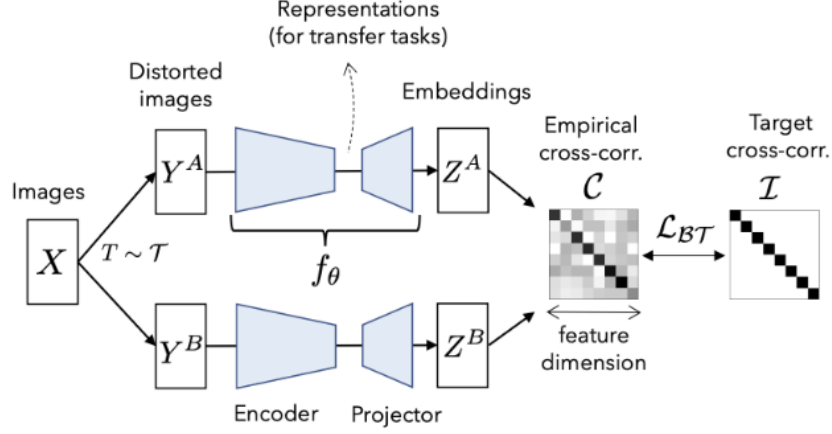 Representations
(for transfer tasks)
Distorted
images
Embeddings
Empirical
cross-corr.
Target
cross-corr.
Images
Y^A
Z^A
𝒞
ℐ
X
T ~ 𝒯
f_θ
ℒ_ℬ𝒯
Y^B
Z^B
feature
dimension
Encoder
Projector